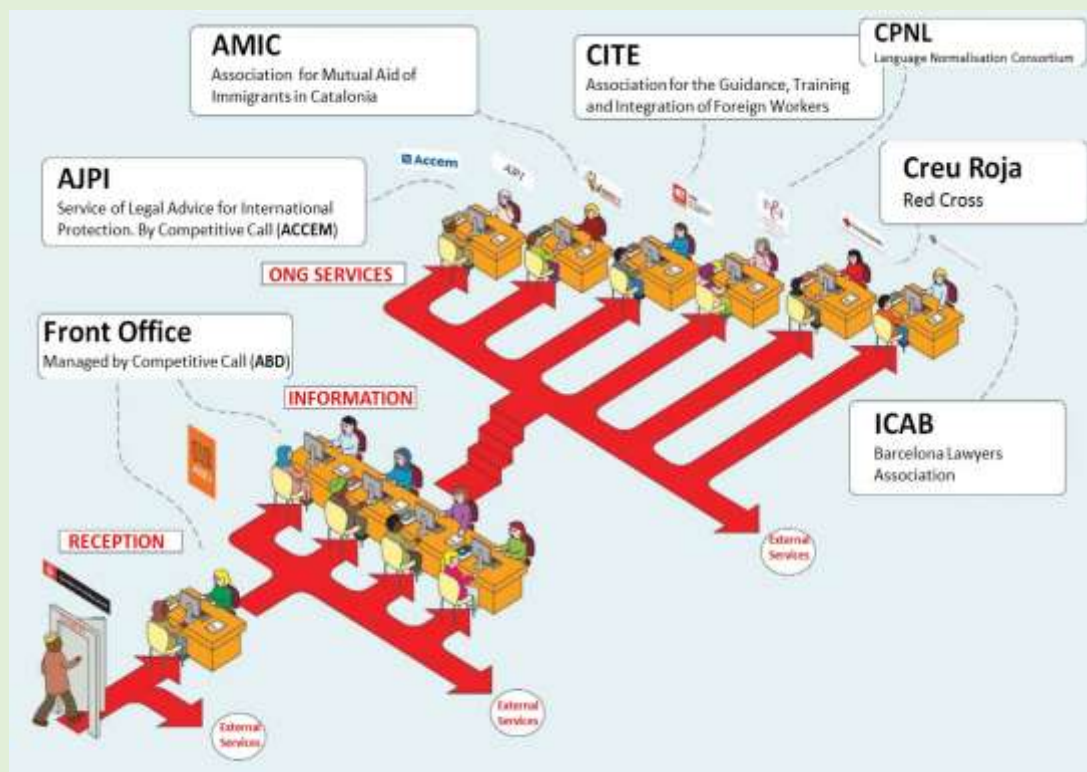 AMIC
Association for Mutual Aid of
Immigrants in Catalonia
CITE
Association for the Guidance, Training
and Integration of Foreign Workers
CPNL
Language Normalisation Consortium
AJPI
Service of Legal Advice for International
Protection. By Competitive Call (ACCEM)
Accem
AJPI
Creu Roja
Red Cross
ONG SERVICES
Front Office
Managed by Competitive Call (ABD)
INFORMATION
ICAB
Barcelona Lawyers
Association
RECEPTION
External
Services
External
Services
External
Services